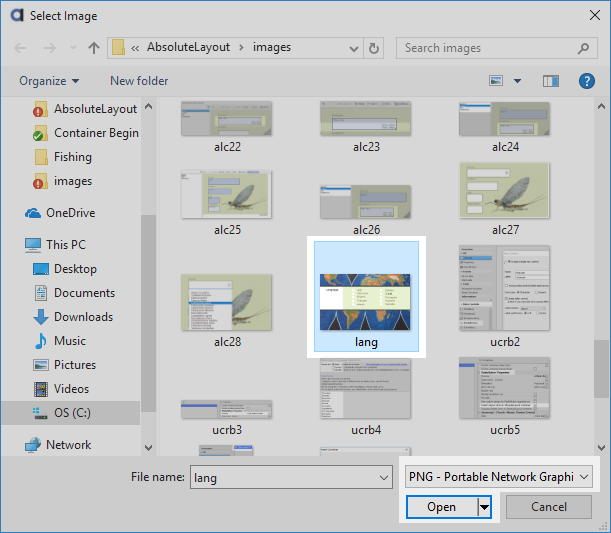 Select Image
« AbsoluteLayout › images
Search images
Organize
New folder
AbsoluteLayout
Container Begin
Fishing
images
OneDrive
This PC
Desktop
Documents
Downloads
Music
Pictures
Videos
OS (C:)
Network
alc22
alc23
alc24
alc25
alc26
alc27
alc28
lang
ucrb2
ucrb3
ucrb4
ucrb5
File name:
lang
PNG - Portable Network Graphi
Open
Cancel